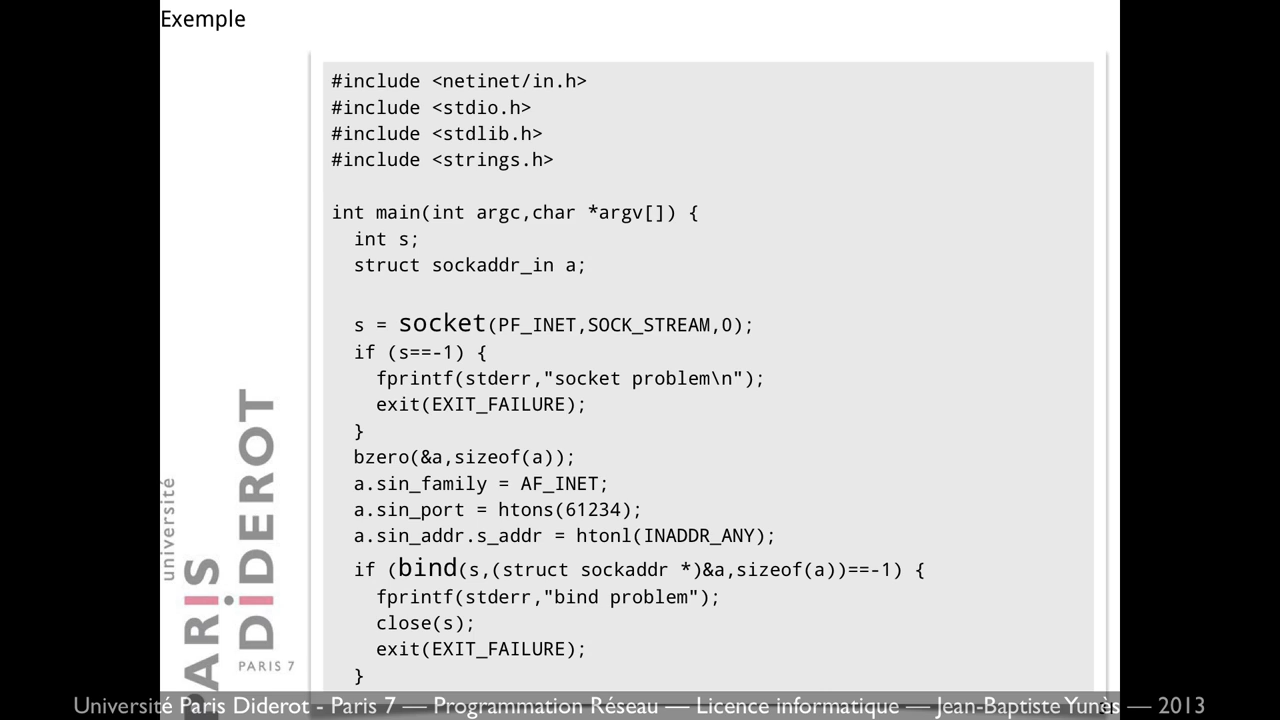 Exemple
#include <netinet/in.h>
#include <stdio.h>
#include <stdlib.h>
#include <strings.h>
int main(int argc,char *argv[]) {
int s;
struct sockaddr_in a;
s = socket(PF_INET,SOCK_STREAM,0);
if (s==-1) {
fprintf(stderr,"socket problem\n");
exit(EXIT_FAILURE);
}
bzero(&a,sizeof(a));
a.sin_family = AF_INET;
a.sin_port = htons(61234);
a.sin_addr.s_addr = htonl(INADDR_ANY);
if (bind(s,(struct sockaddr *)&a,sizeof(a))==-1) {
fprintf(stderr,"bind problem");
close(s);
exit(EXIT_FAILURE);
}
université
PARIS
DiDEROT
PARIS 7
Université Paris Diderot - Paris 7 — Programmation Réseau — Licence informatique — Jean-Baptiste Yunès — 2013